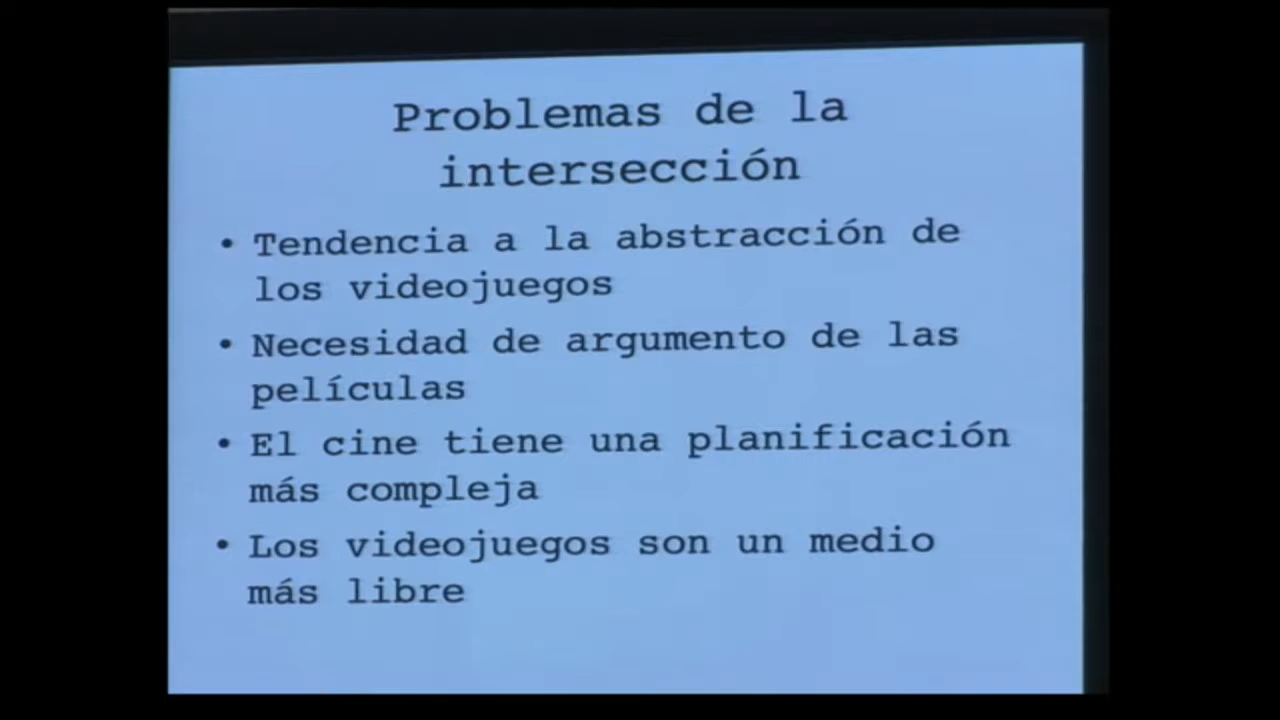 Problemas de la
intersección
• Tendencia a la abstracción de
los videojuegos
• Necesidad de argumento de las
películas
• El cine tiene una planificación
más compleja
• Los videojuegos son un medio
más libre